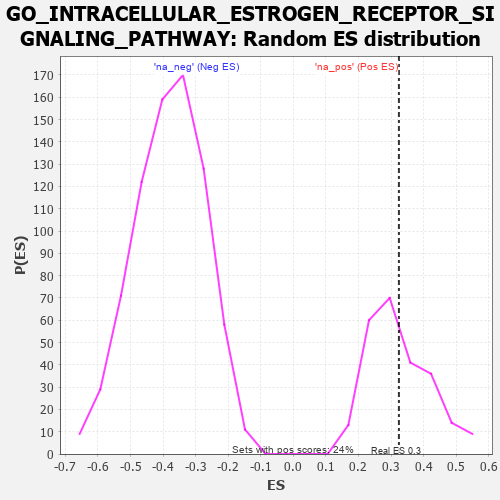 GO_INTRACELLULAR_ESTROGEN_RECEPTOR_SI
GNALING_PATHWAY: Random ES distribution
'na_neg' (Neg ES)
'na_pos' (Pos ES)
170
160
150
140
130
120
110
100
90
80
70
60
50
40
30
20
10
0
P(ES)
Sets with pos scores: 24%
Real ES 0.3
-0.7 -0.6 -0.5 -0.4 -0.3 -0.2 -0.1 0.0 0.1 0.2 0.3 0.4 0.5 0.6
ES